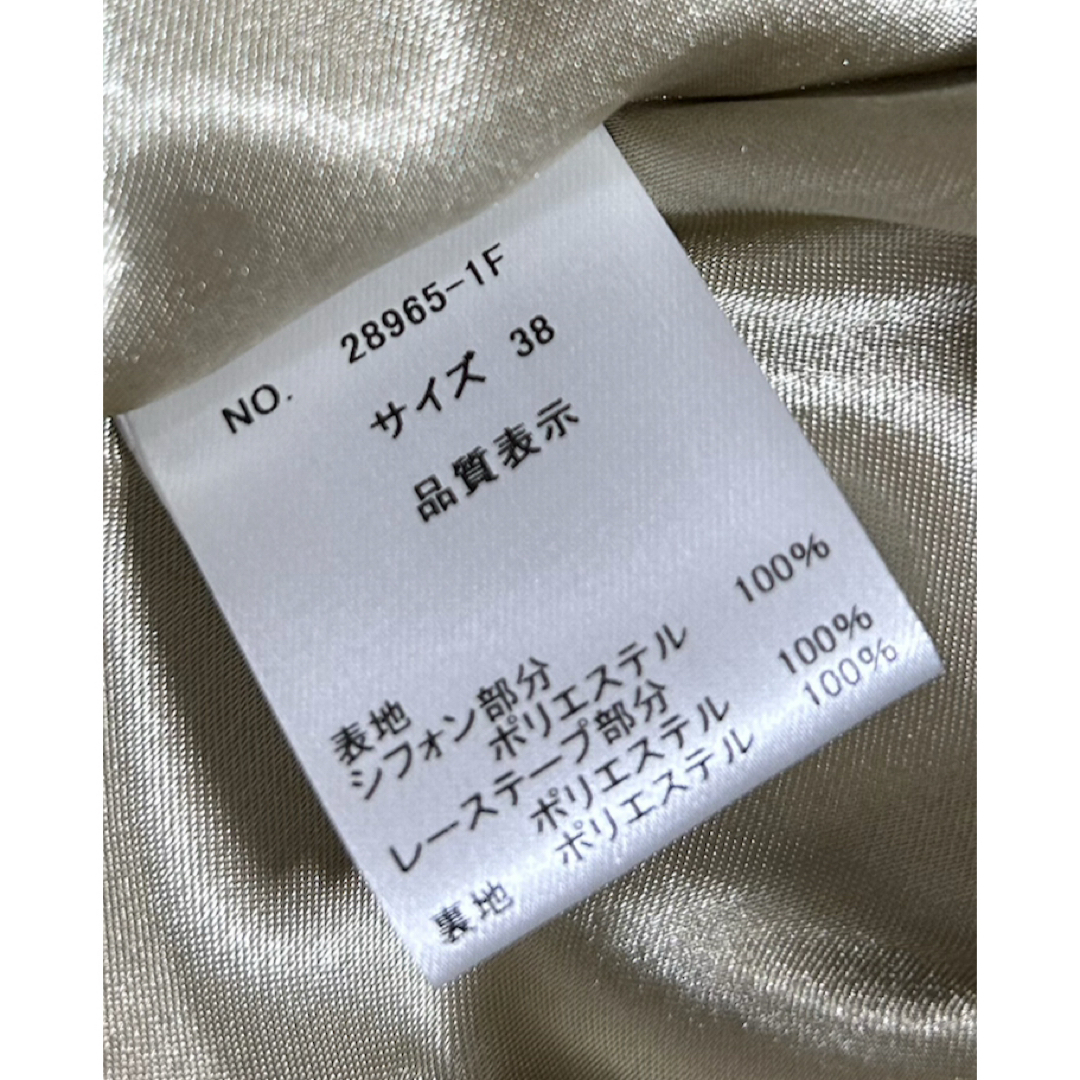 NO. 28965-1F
サイズ 38
品質表示
表地
シフォン部分
ポリエステル 100%
レーステープ部分
ポリエステル 100%
裏地 ポリエステル 100%